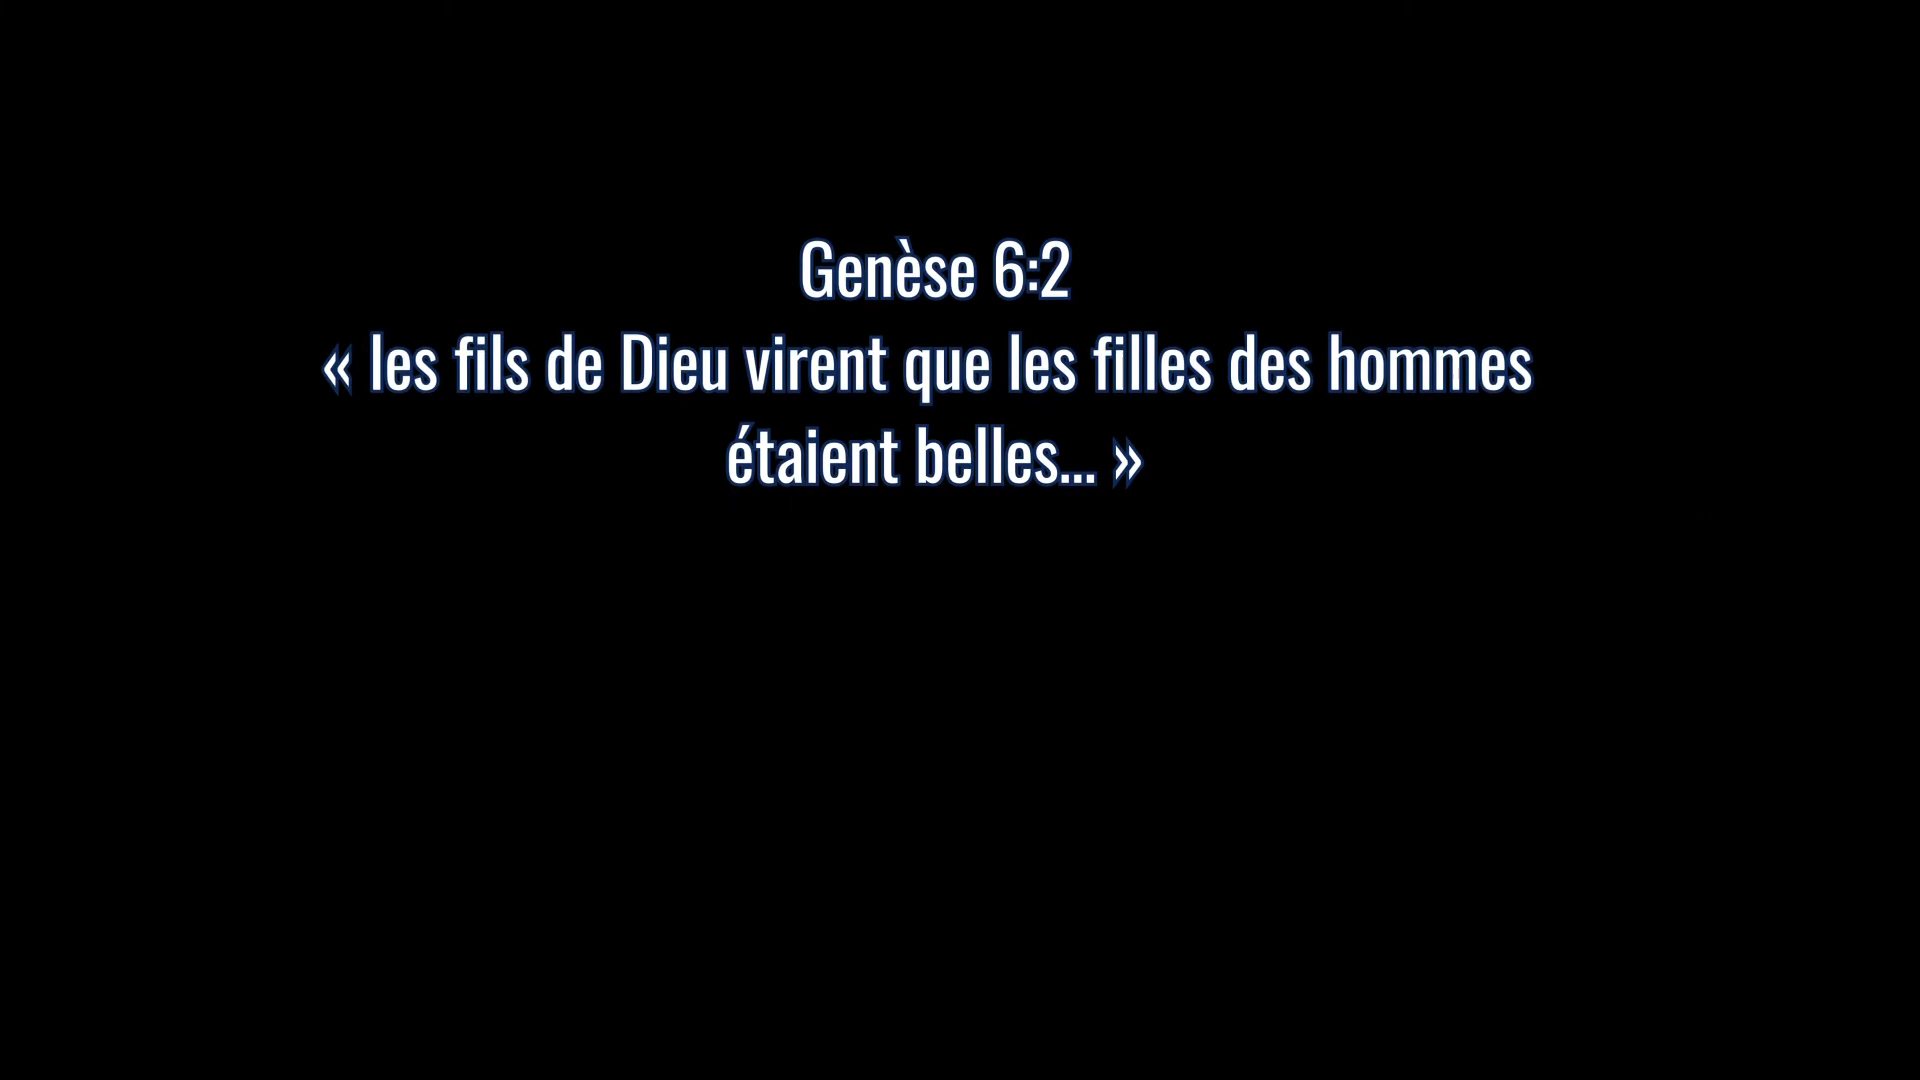 Genèse 6:2
« les fils de Dieu virent que les filles des hommes
étaient belles... »